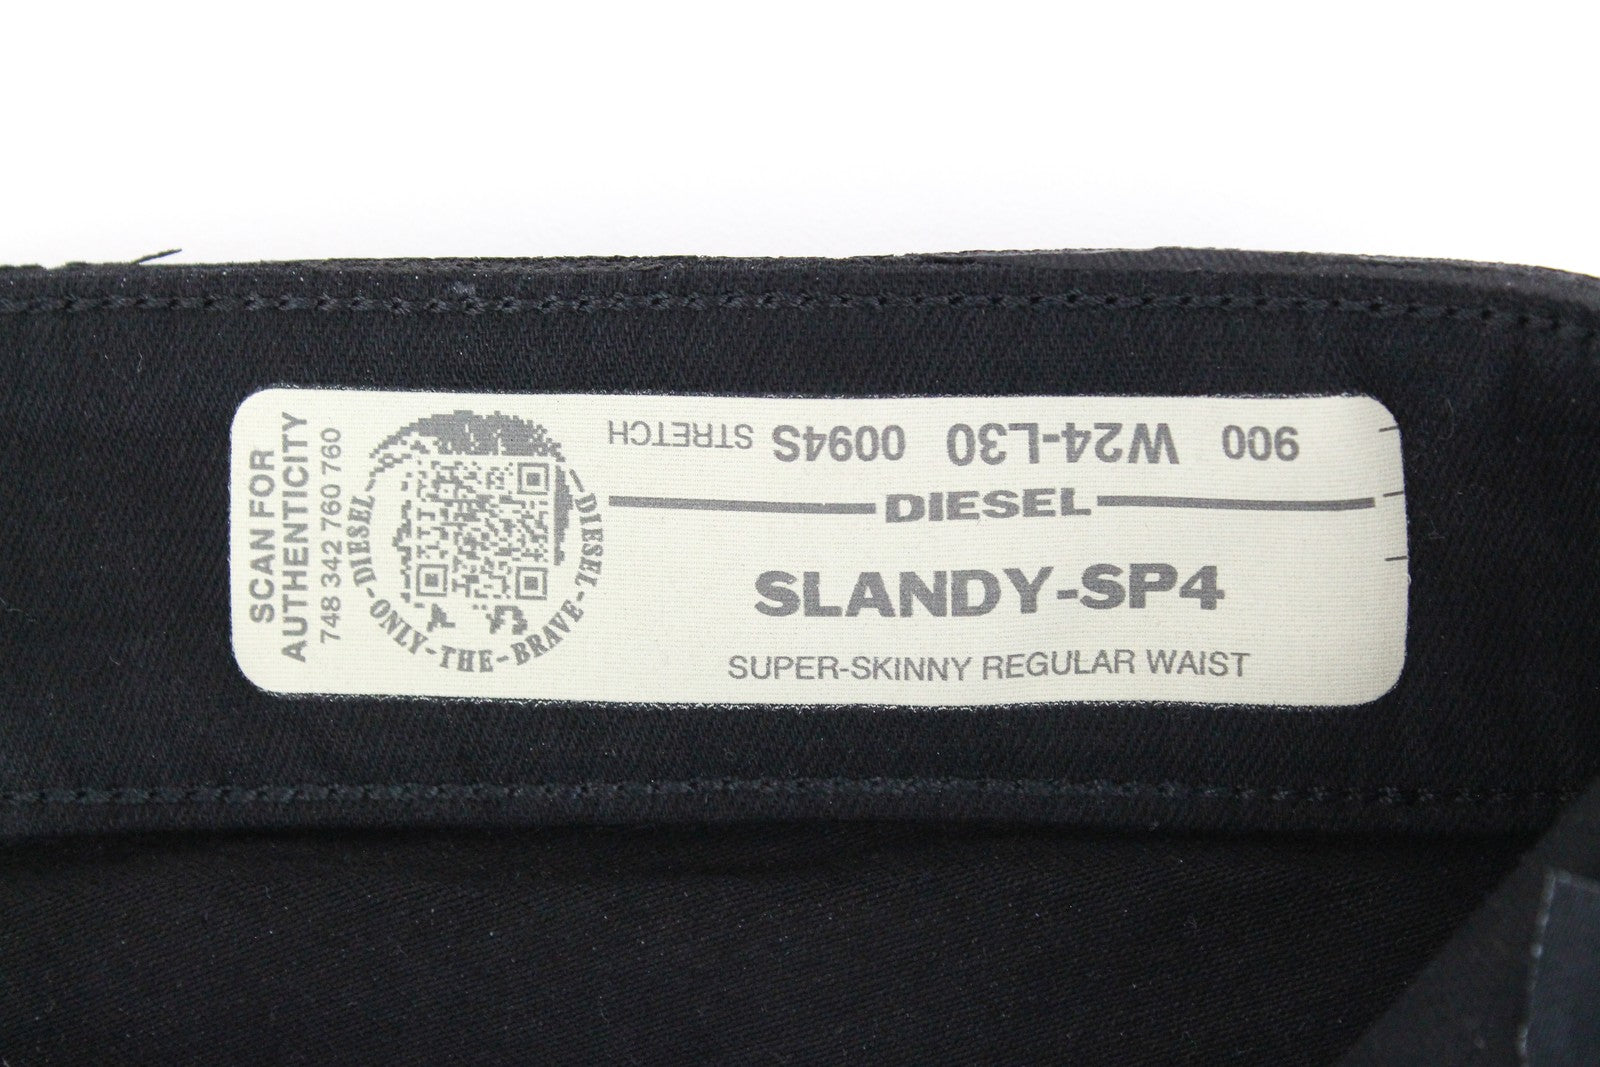 SCAN FOR
AUTHENTICITY
748 342 760 760
DIESEL-ONLY-THE-BRAVE-DIESEL
900 W24-L30 0094S STRETCH
DIESEL
SLANDY-SP4
SUPER-SKINNY REGULAR WAIST